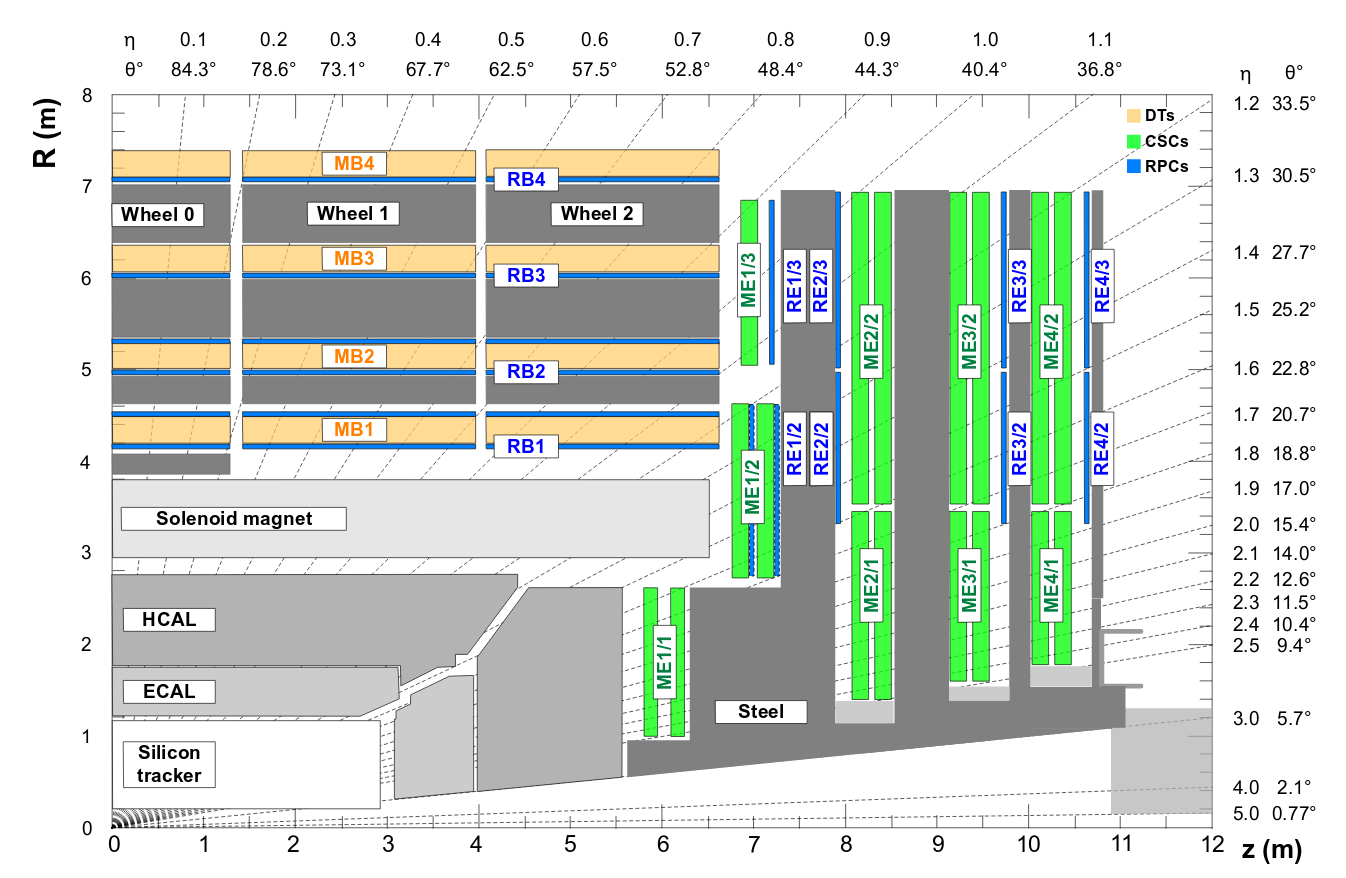 η 0.1 0.2 0.3 0.4 0.5 0.6 0.7 0.8 0.9 1.0 1.1
θ° 84.3° 78.6° 73.1° 67.7° 62.5° 57.5° 52.8° 48.4° 44.3° 40.4° 36.8°
η θ°
R (m)
8
7
6
5
4
3
2
1
0
1.2 33.5°
1.3 30.5°
1.4 27.7°
1.5 25.2°
1.6 22.8°
1.7 20.7°
1.8 18.8°
1.9 17.0°
2.0 15.4°
2.1 14.0°
2.2 12.6°
2.3 11.5°
2.4 10.4°
2.5 9.4°
3.0 5.7°
4.0 2.1°
5.0 0.77°
DTs
CSCs
RPCs
MB4
RB4
Wheel 0
Wheel 1
Wheel 2
MB3
RB3
MB2
RB2
MB1
RB1
Solenoid magnet
HCAL
ECAL
Silicon
tracker
Steel
ME1/3
RE1/3
RE2/3
ME2/2
ME3/2
RE3/3
ME4/2
RE4/3
ME1/2
RE1/2
RE2/2
RE3/2
RE4/2
ME1/1
ME2/1
ME3/1
ME4/1
0 1 2 3 4 5 6 7 8 9 10 11 12
z (m)